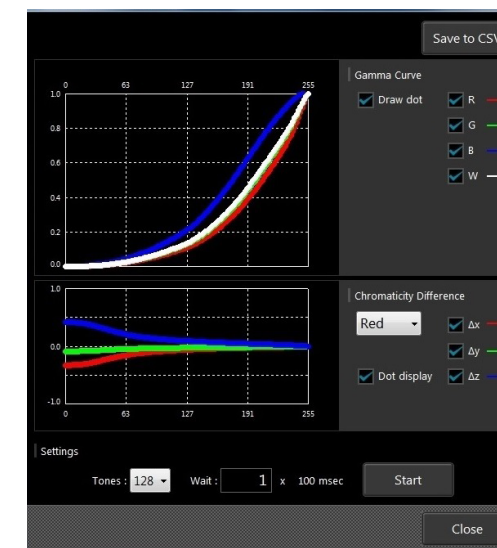 Save to CSV
0 63 127 191 255
1.0
0.8
0.6
0.4
0.2
0.0
Gamma Curve
Draw dot
R
G
B
W
1.0
0.0
-1.0
0 63 127 191 255
Chromaticity Difference
Red
Δx
Δy
Dot display
Δz
Settings
Tones : 128 Wait : 1 x 100 msec Start
Close